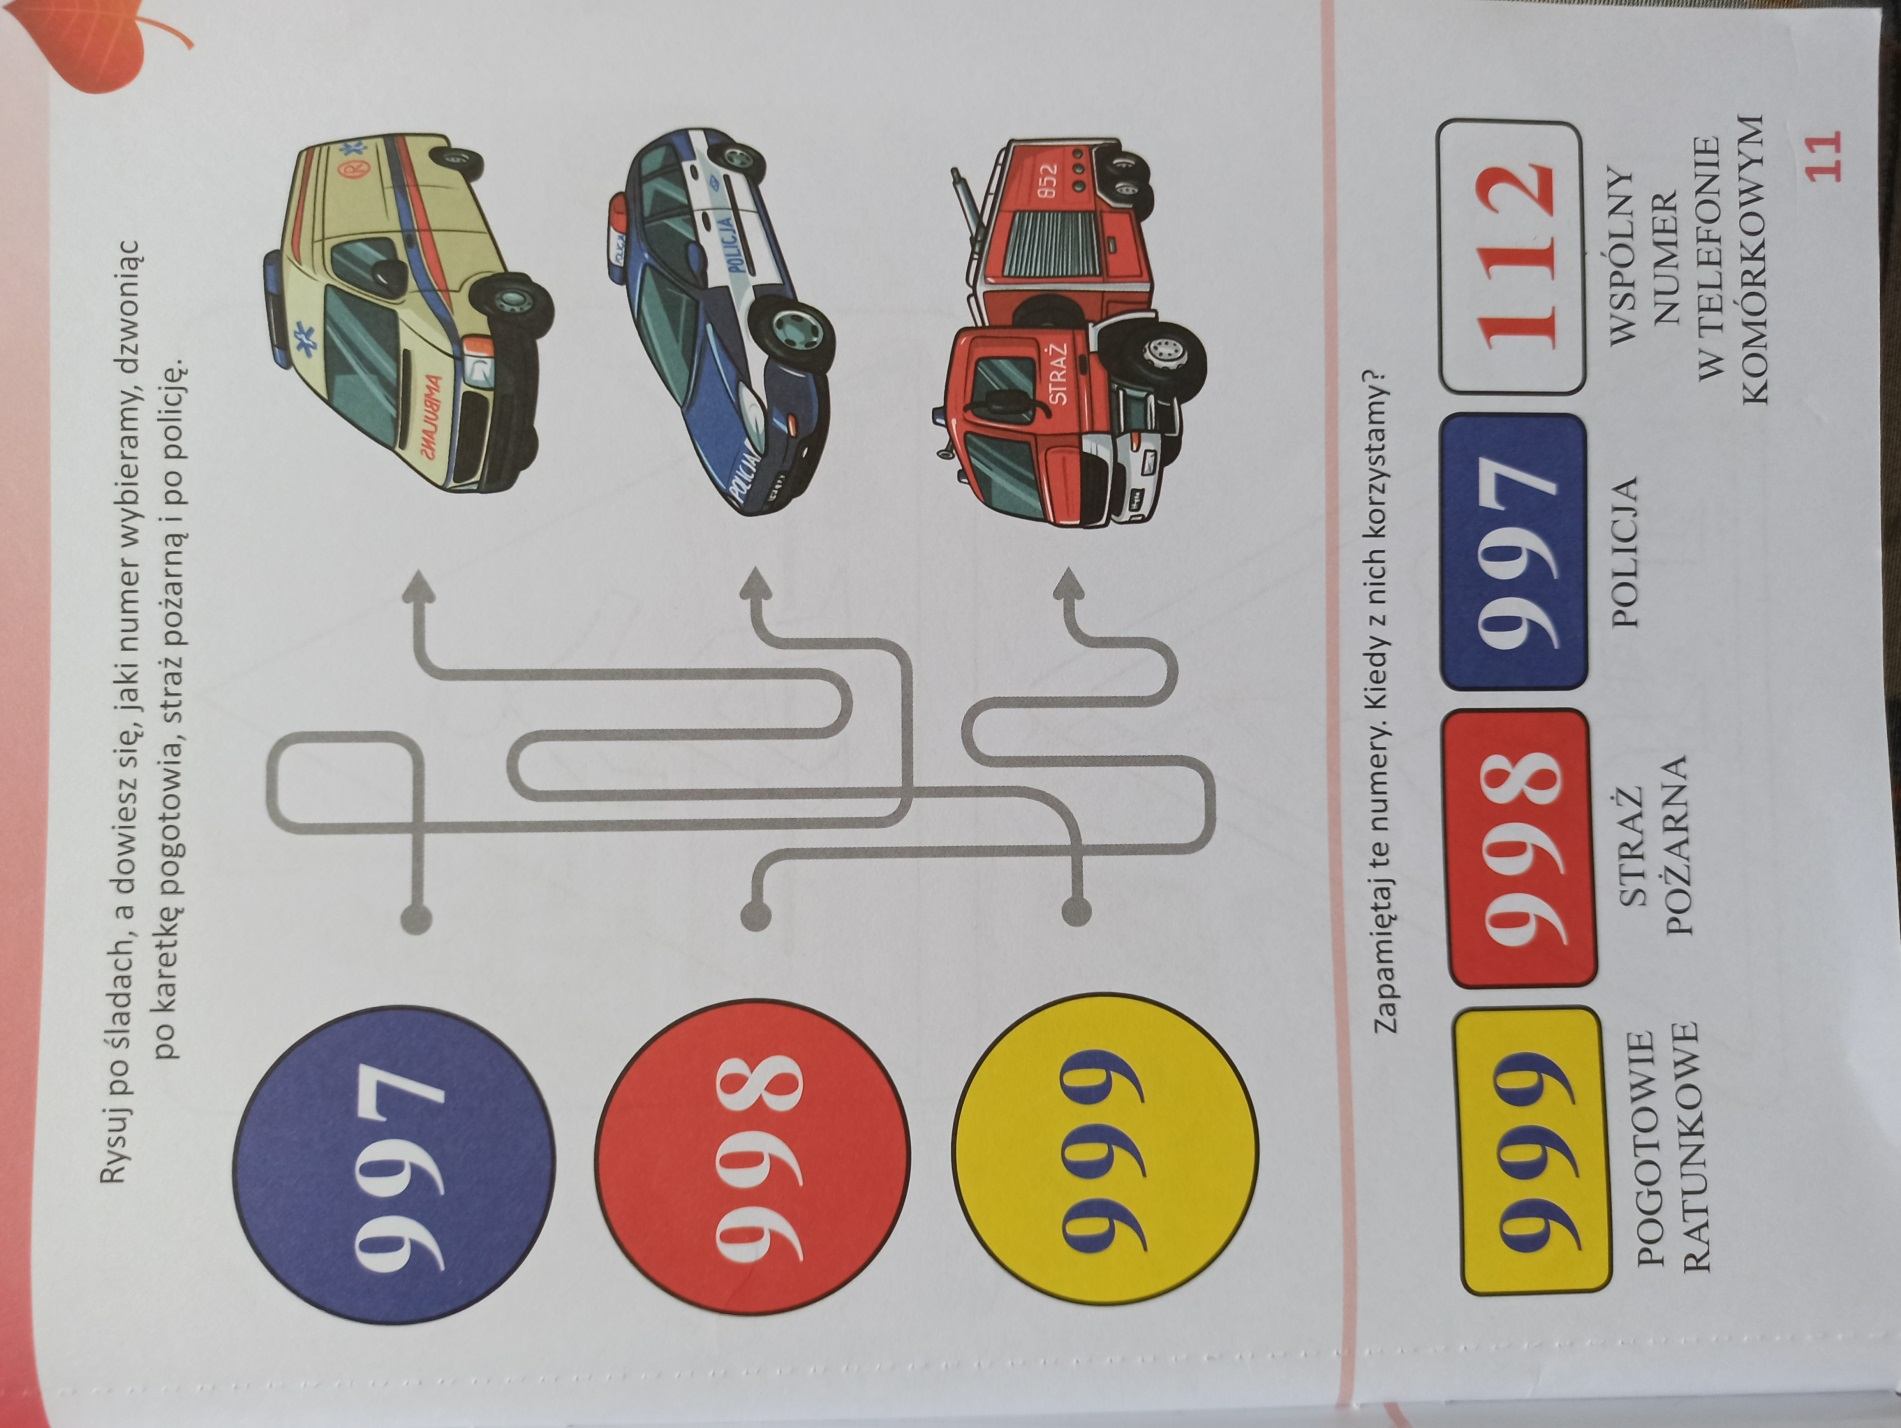 Rysuj po śladach, a dowiesz się, jaki numer wybieramy, dzwoniąc
po karetkę pogotowia, straż pożarną i po policję.
997
AMBULANS
R
998
POLICJA
POLICJA
POLICJA
999
STRAŻ
852
Zapamiętaj te numery. Kiedy z nich korzystamy?
999
POGOTOWIE
RATUNKOWE
998
STRAŻ
POŻARNA
997
POLICJA
112
WSPÓLNY
NUMER
W TELEFONIE
KOMÓRKOWYM
11